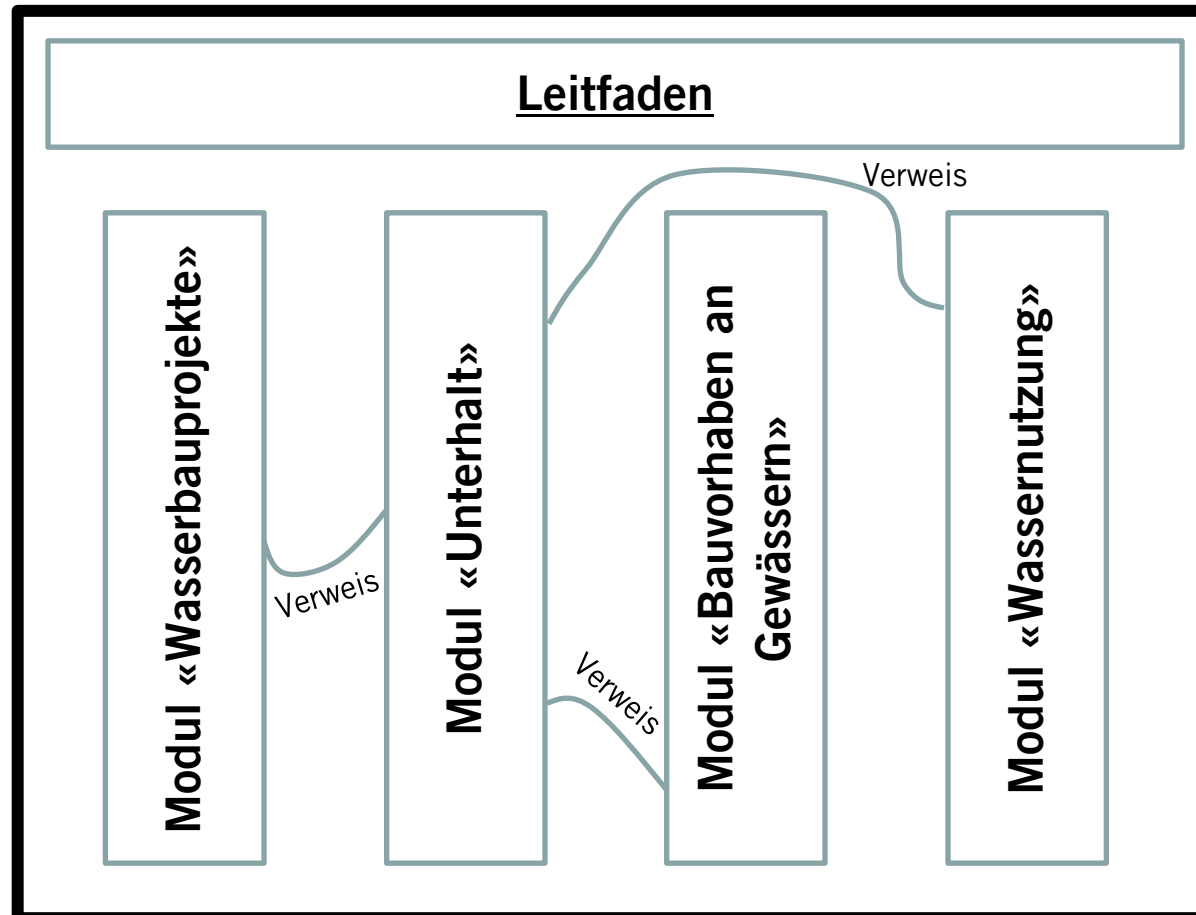 Leitfaden
Verweis
Modul «Wasserbauprojekte»
Verweis
Modul «Unterhalt»
Verweis
Modul «Bauvorhaben an
Gewässern»
Modul «Wassernutzung»